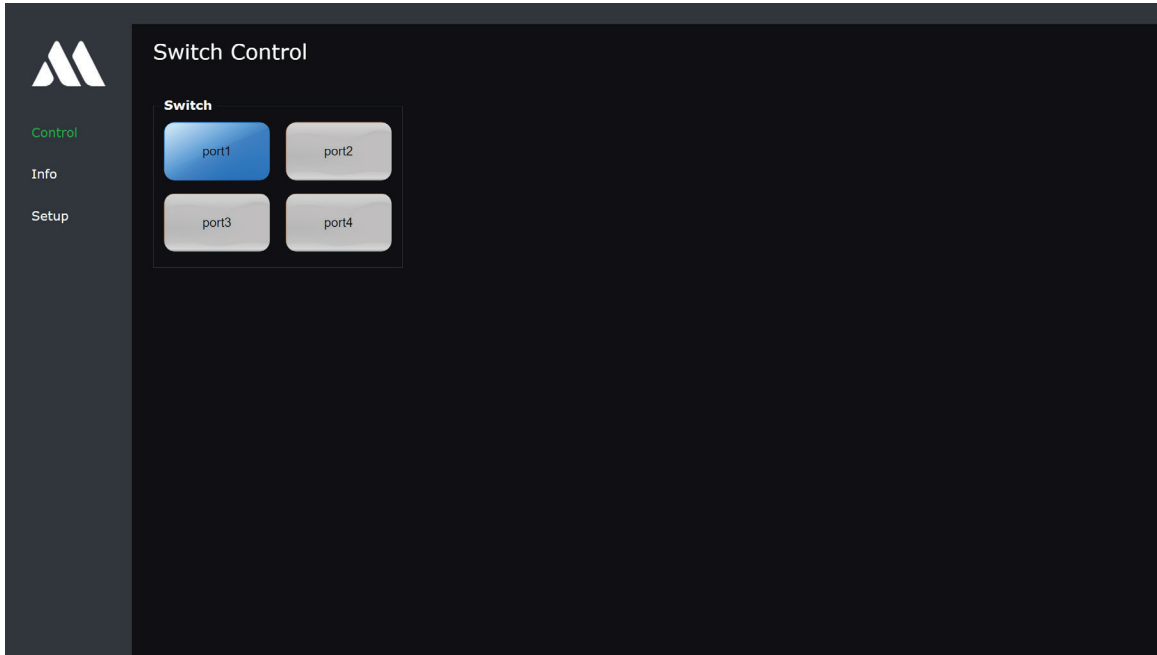 Switch Control
Control
Info
Setup
Switch
port1 port2
port3 port4